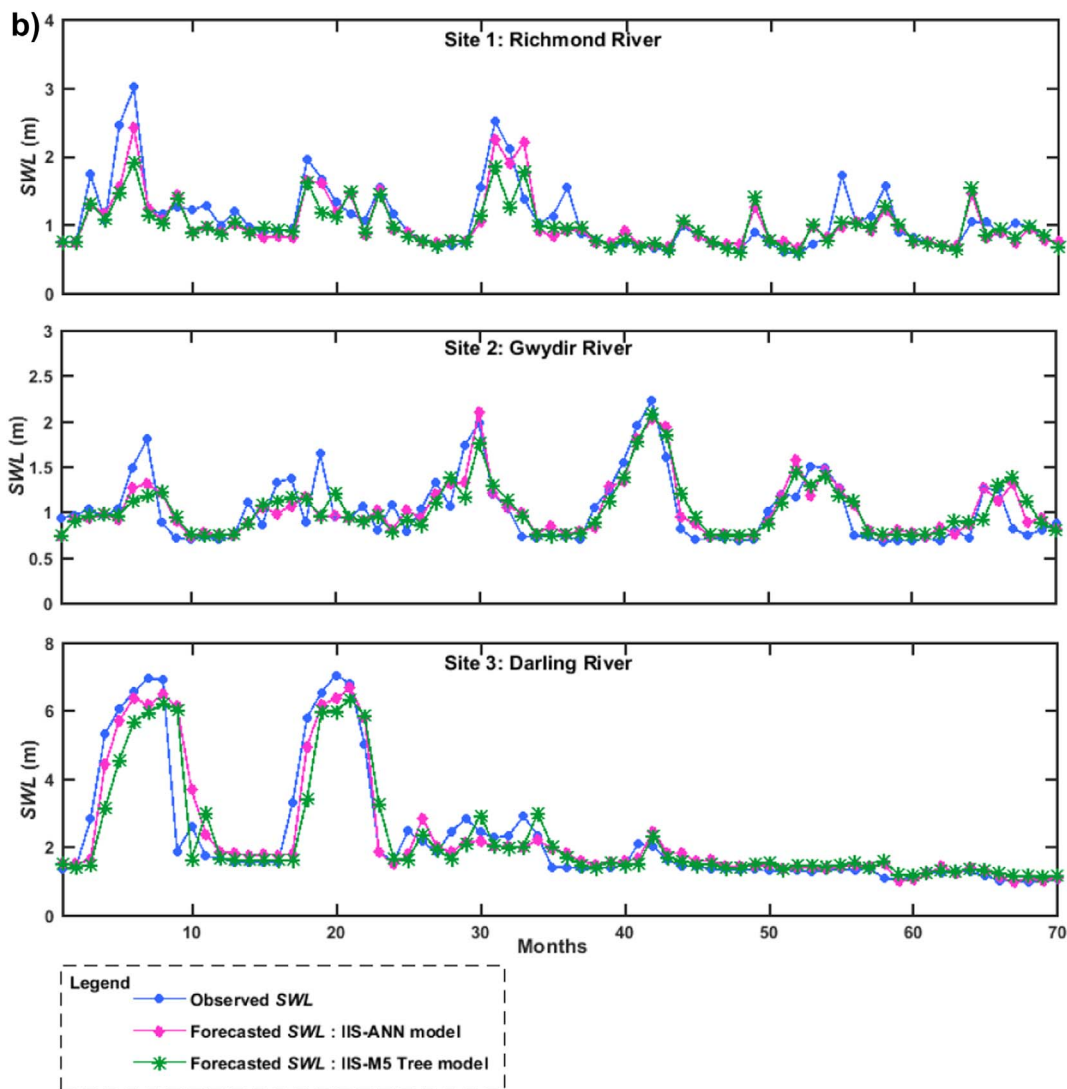 b)
Site 1: Richmond River
SWL (m)
4
3
2
1
0
Site 2: Gwydir River
SWL (m)
3
2.5
2
1.5
1
0.5
0
Site 3: Darling River
SWL (m)
8
6
4
2
0
10 20 30 40 50 60 70
Months
Legend
Observed SWL
Forecasted SWL : IIS-ANN model
Forecasted SWL : IIS-M5 Tree model